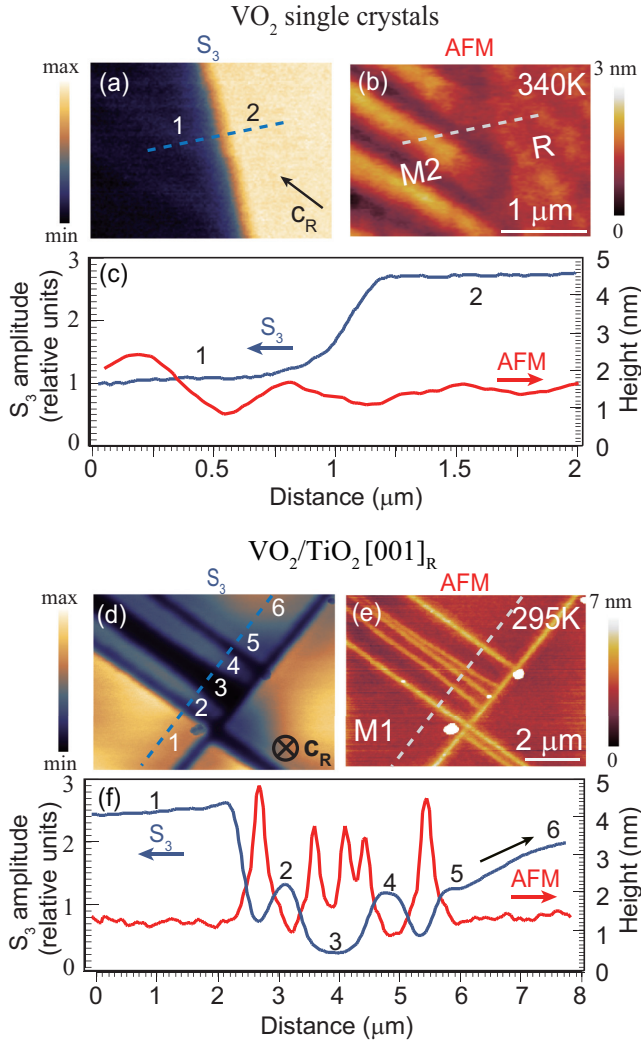 VO₂ single crystals
S₃
AFM
max
(a)
1
2
c_R
min
(b)
340K
3 nm
M2
R
1 μm
0
3
2
1
0
(c)
5
4
3
2
1
0
S₃ amplitude
(relative units)
1
S₃
2
AFM
Height (nm)
0
0.5
1
1.5
2
Distance (μm)
VO₂/TiO₂ [001]_R
S₃
AFM
max
(d)
6
5
4
3
2
1
c_R
min
(e)
295K
7 nm
M1
2 μm
0
3
2
1
0
(f)
5
4
3
2
1
0
S₃ amplitude
(relative units)
1
S₃
2
3
4
5
6
AFM
Height (nm)
0
1
2
3
4
5
6
7
8
Distance (μm)